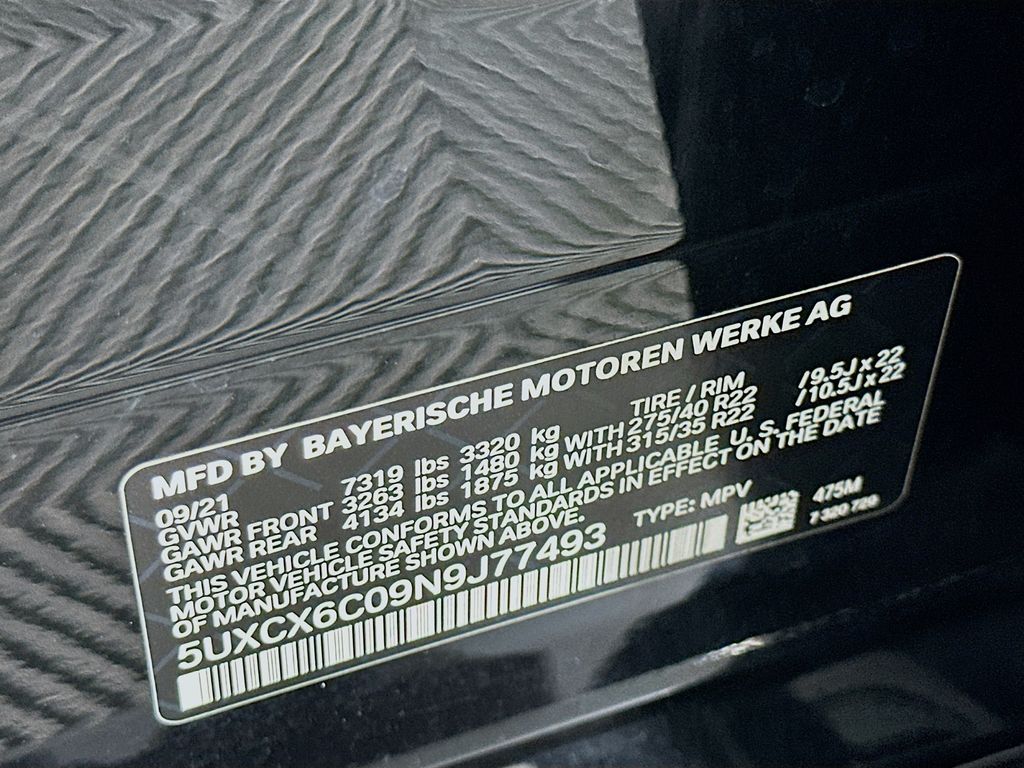 MFD BY BAYERISCHE MOTOREN WERKE AG
09/21 TIRE / RIM
GVWR 7319 lbs 3320 kg
GAWR FRONT 3263 lbs 1480 kg WITH 275/40 R22 / 9.5J x 22
GAWR REAR 4134 lbs 1875 kg WITH 315/35 R22 / 10.5J x 22
THIS VEHICLE CONFORMS TO ALL APPLICABLE U. S. FEDERAL
MOTOR VEHICLE SAFETY STANDARDS IN EFFECT ON THE DATE
OF MANUFACTURE SHOWN ABOVE.
5UXCX6C09N9J77493 TYPE: MPV 475M